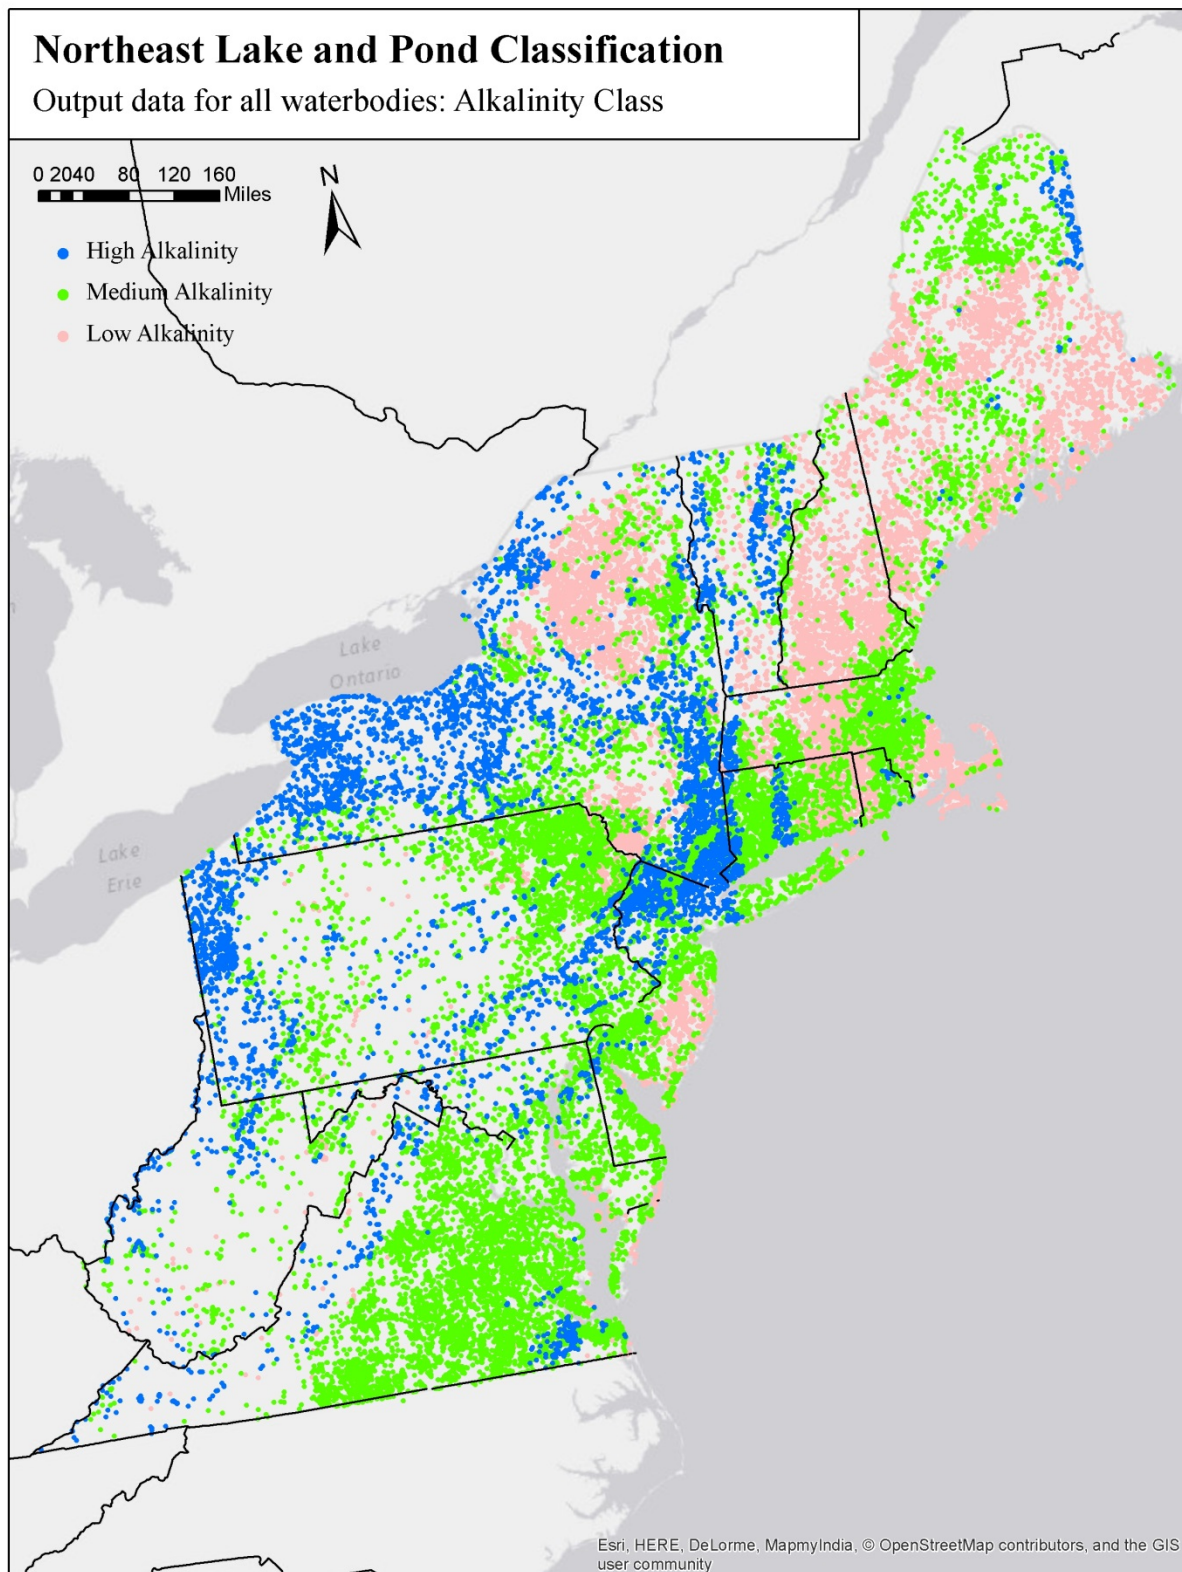 Northeast Lake and Pond Classification
Output data for all waterbodies: Alkalinity Class
0 2040 80 120 160
Miles
N
High Alkalinity
Medium Alkalinity
Low Alkalinity
Lake
Ontario
Lake
Erie
Esri, HERE, DeLorme, MapmyIndia, © OpenStreetMap contributors, and the GIS
user community